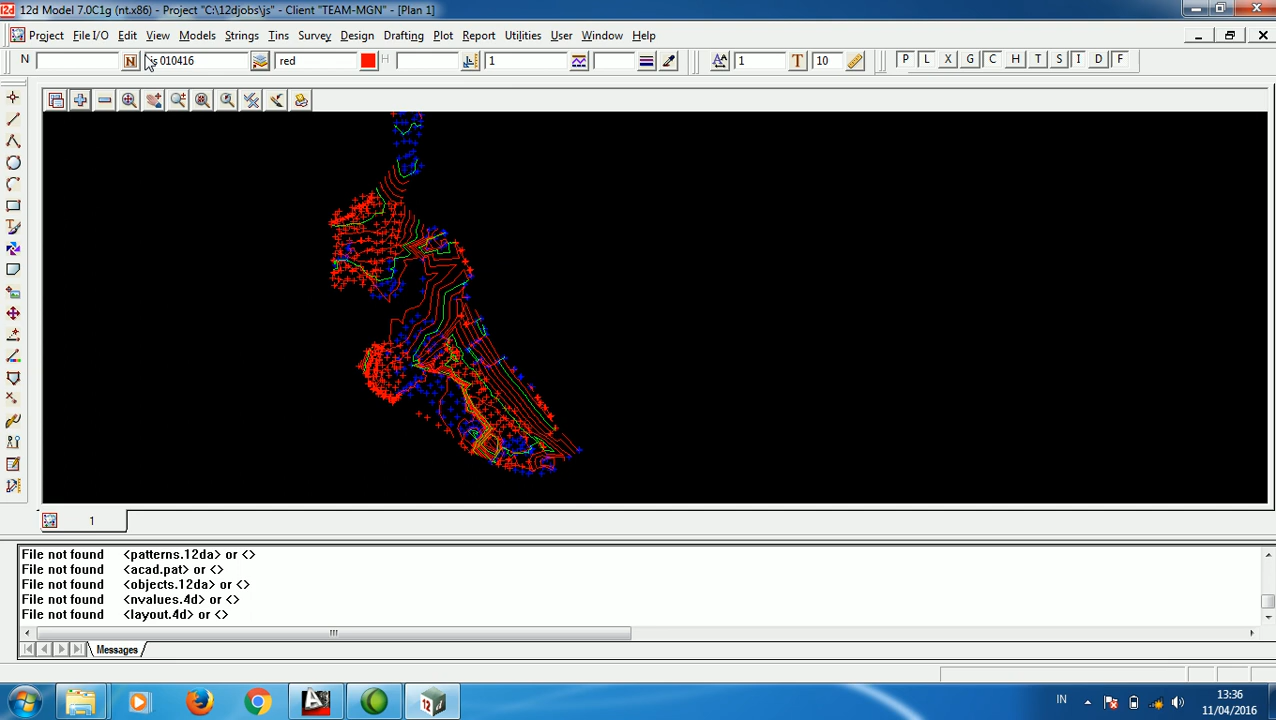 12d Model 7.0C1g (nt.x86) - Project "C:\12djobs\js" - Client "TEAM-MGN" - [Plan 1]
Project File I/O Edit View Models Strings Tins Survey Design Drafting Plot Report Utilities User Window Help
N N js 010416 red H 1 1 T 10 P L X G C H T S I D F
1
File not found <patterns.12da> or <>
File not found <acad.pat> or <>
File not found <objects.12da> or <>
File not found <nvalues.4d> or <>
File not found <layout.4d> or <>
Messages
IN 13:36
11/04/2016